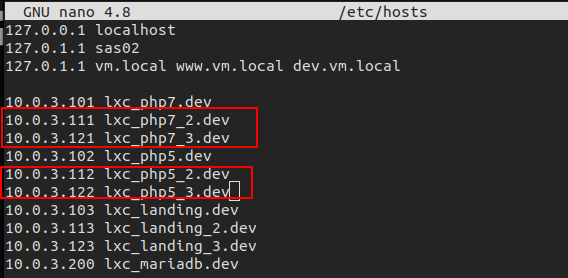 GNU nano 4.8 /etc/hosts
127.0.0.1 localhost
127.0.1.1 sas02
127.0.1.1 vm.local www.vm.local dev.vm.local
10.0.3.101 lxc_php7.dev
10.0.3.111 lxc_php7_2.dev
10.0.3.121 lxc_php7_3.dev
10.0.3.102 lxc_php5.dev
10.0.3.112 lxc_php5_2.dev
10.0.3.122 lxc_php5_3.dev
10.0.3.103 lxc_landing.dev
10.0.3.113 lxc_landing_2.dev
10.0.3.123 lxc_landing_3.dev
10.0.3.200 lxc_mariadb.dev